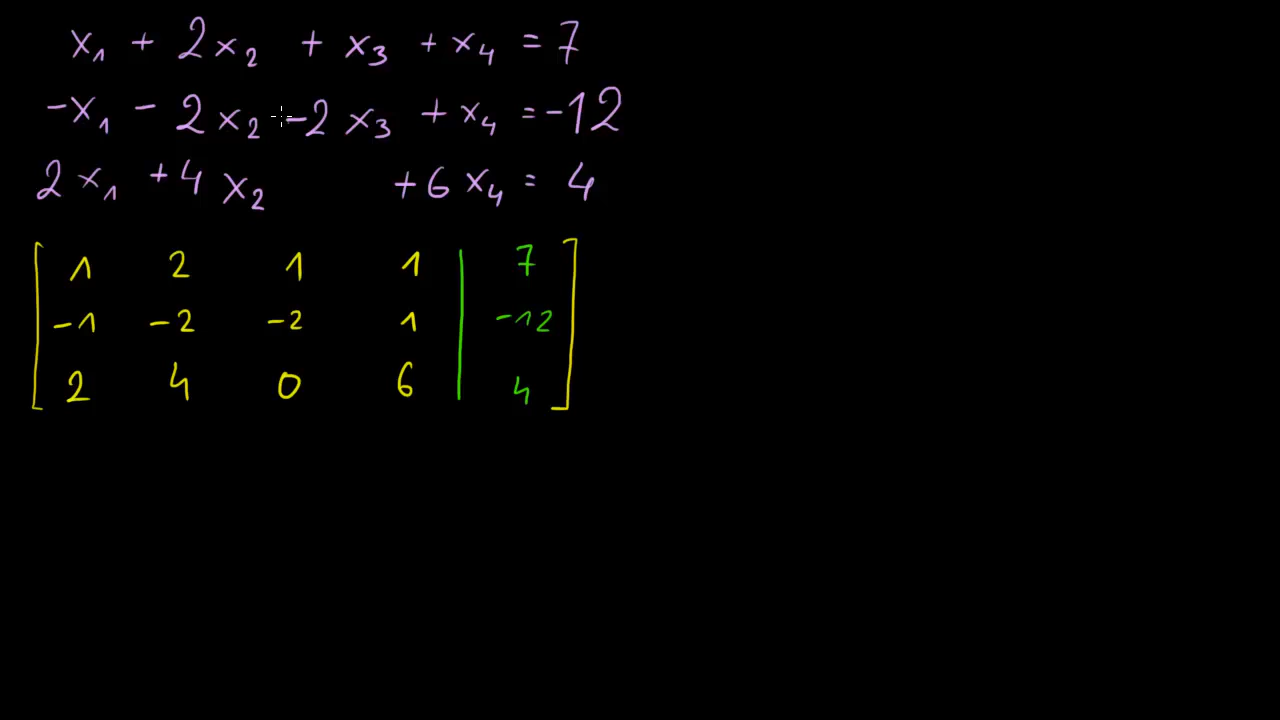 x₁ + 2x₂ + x₃ + x₄ = 7
-x₁ - 2x₂ -2x₃ + x₄ = -12
2x₁ +4x₂ +6x₄ = 4
1 2 1 1 | 7
-1 -2 -2 1 | -12
2 4 0 6 | 4